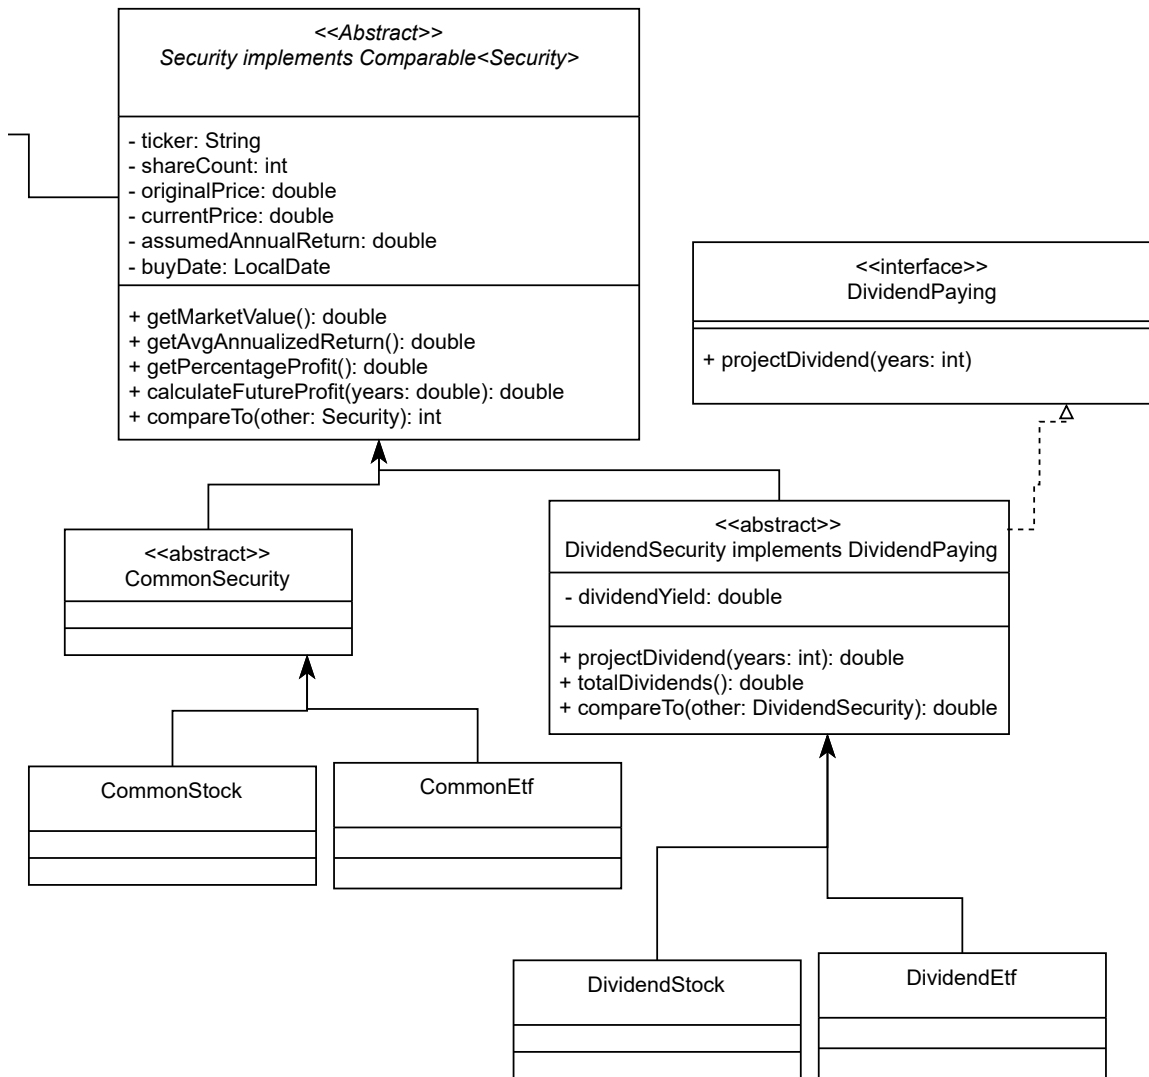 <<Abstract>>
Security implements Comparable<Security>
- ticker: String
- shareCount: int
- originalPrice: double
- currentPrice: double
- assumedAnnualReturn: double
- buyDate: LocalDate
+ getMarketValue(): double
+ getAvgAnnualizedReturn(): double
+ getPercentageProfit(): double
+ calculateFutureProfit(years: double): double
+ compareTo(other: Security): int
<<interface>>
DividendPaying
+ projectDividend(years: int)
<<abstract>>
CommonSecurity
<<abstract>>
DividendSecurity implements DividendPaying
- dividendYield: double
+ projectDividend(years: int): double
+ totalDividends(): double
+ compareTo(other: DividendSecurity): double
CommonStock
CommonEtf
DividendStock
DividendEtf